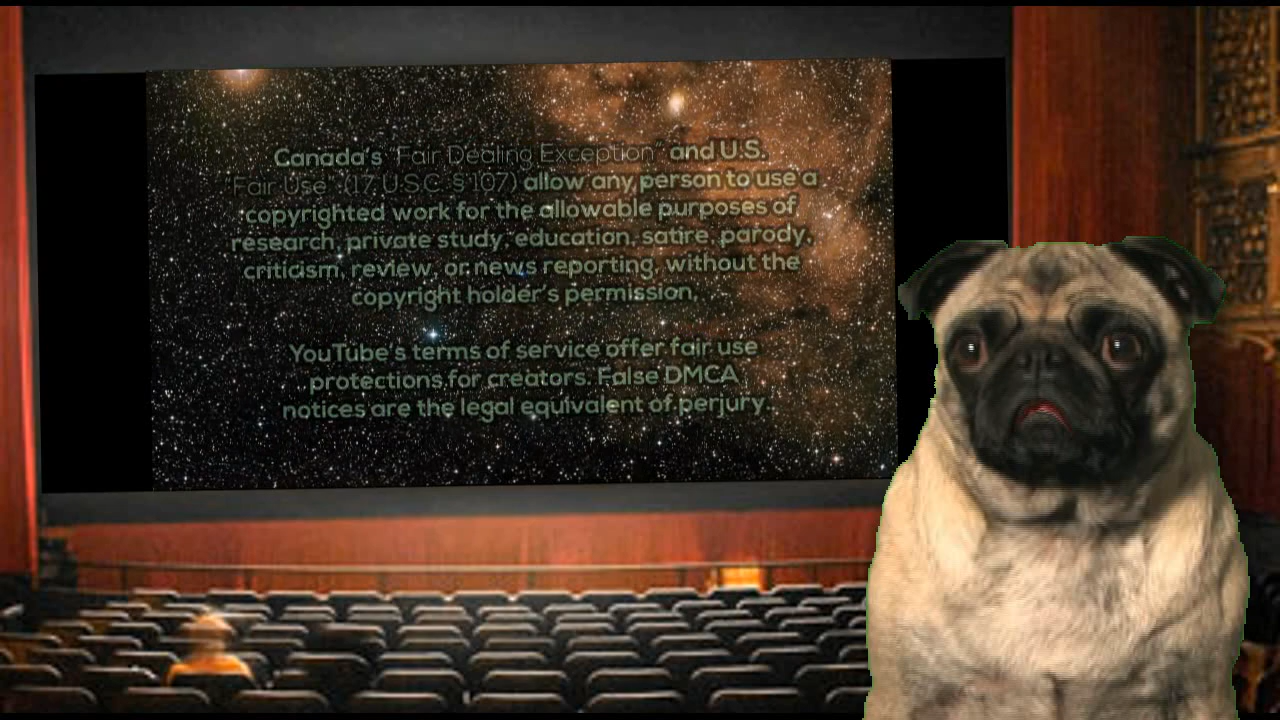 Canada's "Fair Dealing Exception" and U.S.
"Fair Use" (17 U.S.C. § 107) allow any person to use a
copyrighted work for the allowable purposes of
research, private study, education, satire, parody,
criticism, review, or news reporting, without the
copyright holder's permission.
YouTube's terms of service offer fair use
protections for creators. False DMCA
notices are the legal equivalent of perjury.